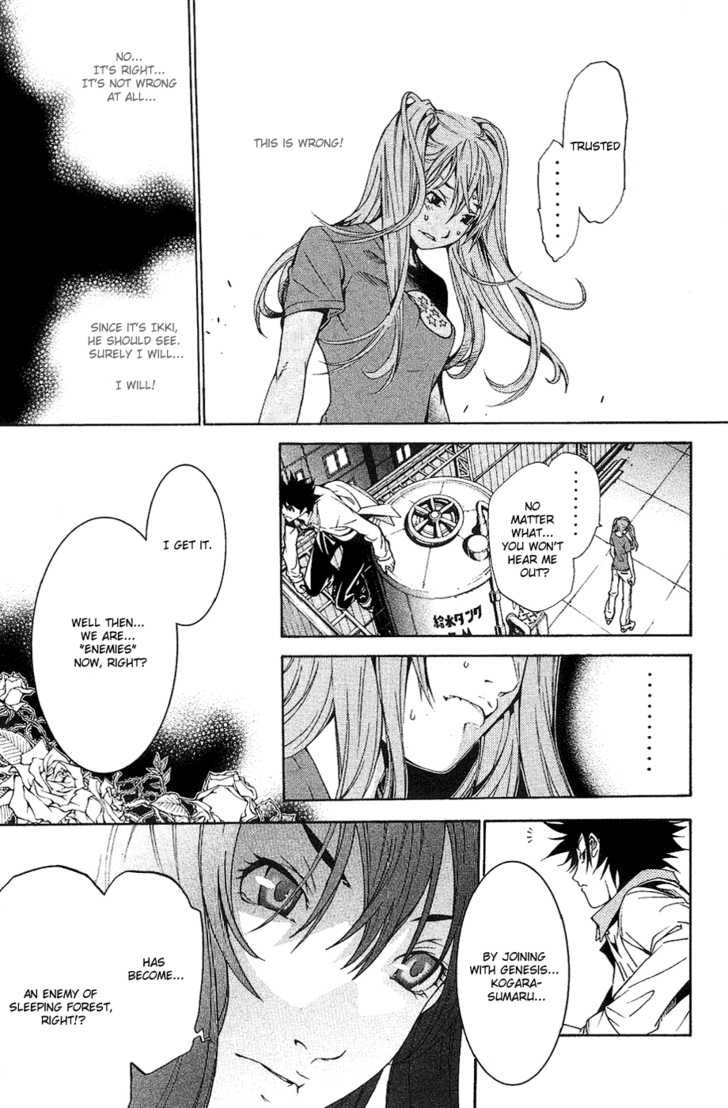 TRUSTED
THIS IS WRONG!
NO...
IT'S RIGHT...
IT'S NOT WRONG
AT ALL...
SINCE IT'S IKKI,
HE SHOULD SEE.
SURELY I WILL...
I WILL!
NO
MATTER
WHAT...
YOU WON'T
HEAR ME
OUT?
給水タンク
I GET IT.
WELL THEN...
WE ARE...
"ENEMIES"
NOW, RIGHT?
BY JOINING
WITH GENESIS...
KOGARA-
SUMARU...
HAS
BECOME...
AN ENEMY OF
SLEEPING FOREST,
RIGHT!?